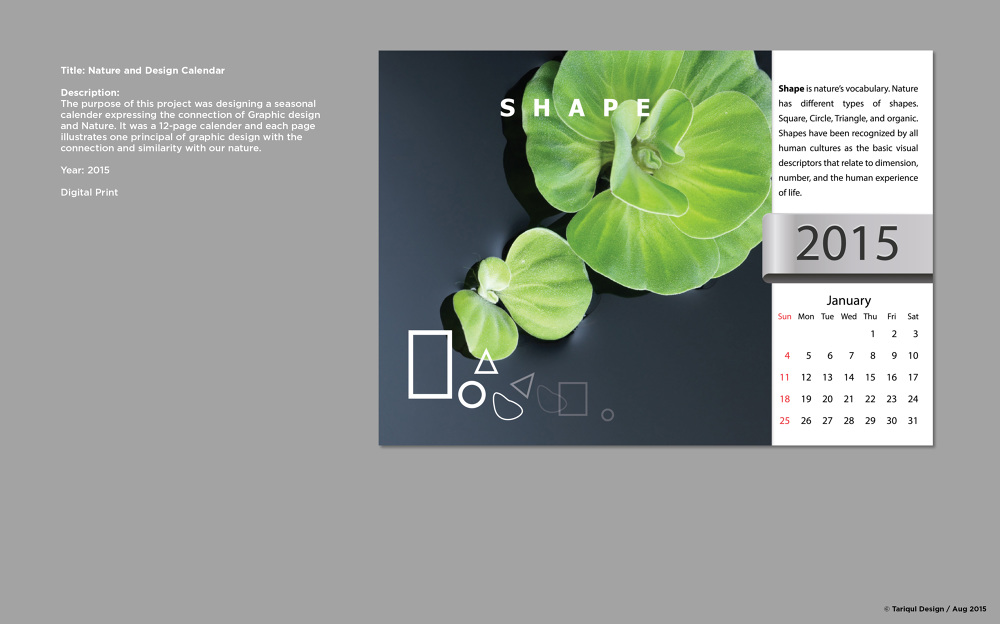 Title: Nature and Design Calendar
Description:
The purpose of this project was designing a seasonal
calender expressing the connection of Graphic design
and Nature. It was a 12-page calender and each page
illustrates one principal of graphic design with the
connection and similarity with our nature.
Year: 2015
Digital Print
SHAPE
Shape is nature's vocabulary. Nature
has different types of shapes.
Square, Circle, Triangle, and organic.
Shapes have been recognized by all
human cultures as the basic visual
descriptors that relate to dimension,
number, and the human experience
of life.
2015
January
Sun Mon Tue Wed Thu Fri Sat
1 2 3
4 5 6 7 8 9 10
11 12 13 14 15 16 17
18 19 20 21 22 23 24
25 26 27 28 29 30 31
© Tariqul Design / Aug 2015